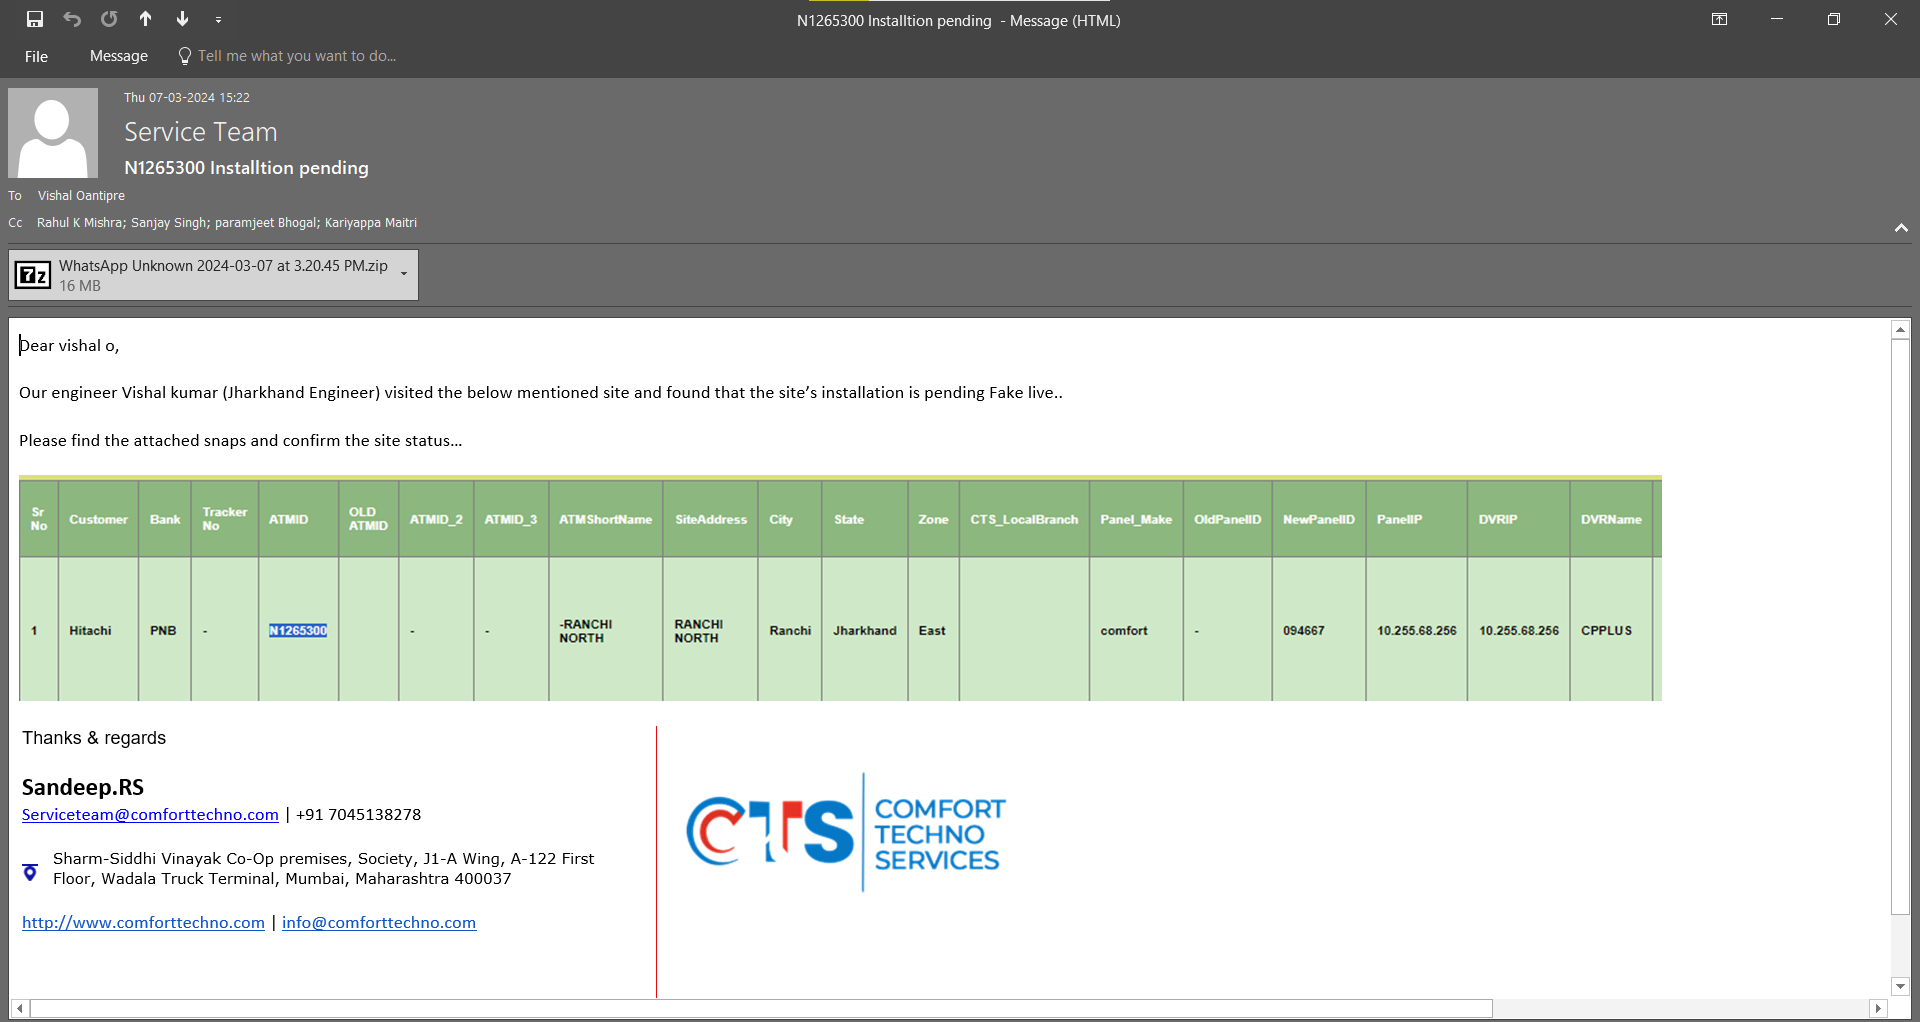 N1265300 Installtion pending - Message (HTML)
File Message Tell me what you want to do...
Thu 07-03-2024 15:22
Service Team
N1265300 Installtion pending
To Vishal Oantipre
Cc Rahul K Mishra; Sanjay Singh; paramjeet Bhogal; Kariyappa Maitri
7z
WhatsApp Unknown 2024-03-07 at 3.20.45 PM.zip
16 MB
Dear vishal o,
Our engineer Vishal kumar (Jharkhand Engineer) visited the below mentioned site and found that the site’s installation is pending Fake live..
Please find the attached snaps and confirm the site status…
Sr No Customer Bank Tracker No ATMID OLD ATMID ATMID_2 ATMID_3 ATMShortName SiteAddress City State Zone CTS_LocalBranch Panel_Make OldPanelID NewPanelID PanelIP DVRIP DVRName
1 Hitachi PNB - N1265300 - - -RANCHI NORTH RANCHI NORTH Ranchi Jharkhand East comfort - 094667 10.255.68.256 10.255.68.256 CPPLUS
Thanks & regards
Sandeep.RS
Serviceteam@comforttechno.com | +91 7045138278
Sharm-Siddhi Vinayak Co-Op premises, Society, J1-A Wing, A-122 First
Floor, Wadala Truck Terminal, Mumbai, Maharashtra 400037
http://www.comforttechno.com | info@comforttechno.com
CTS
COMFORT
TECHNO
SERVICES